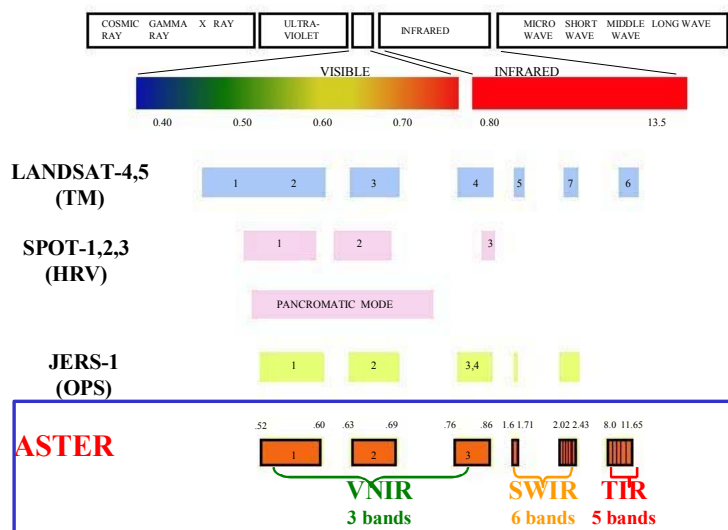 COSMIC GAMMA X RAY
RAY RAY
ULTRA-
VIOLET
INFRARED
MICRO SHORT MIDDLE LONG WAVE
WAVE WAVE WAVE
VISIBLE INFRARED
0.40 0.50 0.60 0.70 0.80 13.5
LANDSAT-4,5
(TM)
1 2 3 4 5 7 6
SPOT-1,2,3
(HRV)
1 2 3
PANCROMATIC MODE
JERS-1
(OPS)
1 2 3,4
.52 .60 .63 .69 .76 .86 1.6 1.71 2.02 2.43 8.0 11.65
ASTER
1 2 3
VNIR SWIR TIR
3 bands 6 bands 5 bands